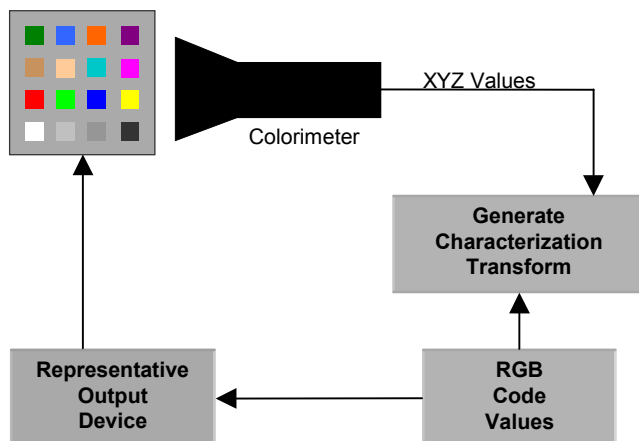 XYZ Values
Colorimeter
Generate
Characterization
Transform
Representative
Output
Device
RGB
Code
Values